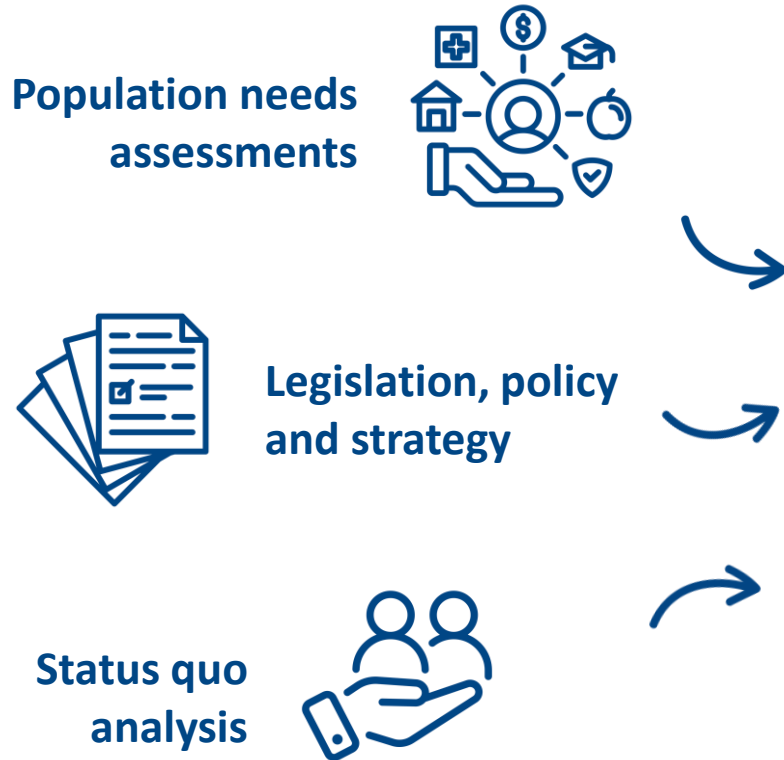 Population needs
assessments
Legislation, policy
and strategy
Status quo
analysis